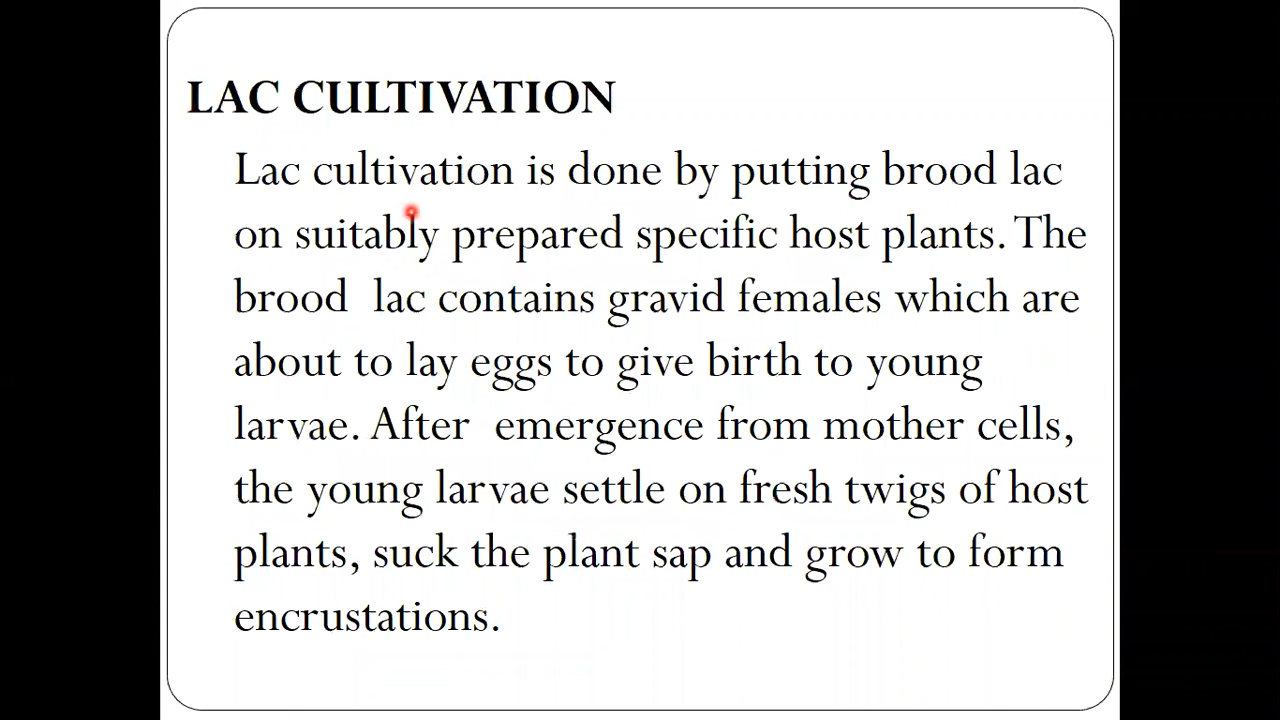 LAC CULTIVATION
Lac cultivation is done by putting brood lac
on suitably prepared specific host plants. The
brood lac contains gravid females which are
about to lay eggs to give birth to young
larvae. After emergence from mother cells,
the young larvae settle on fresh twigs of host
plants, suck the plant sap and grow to form
encrustations.